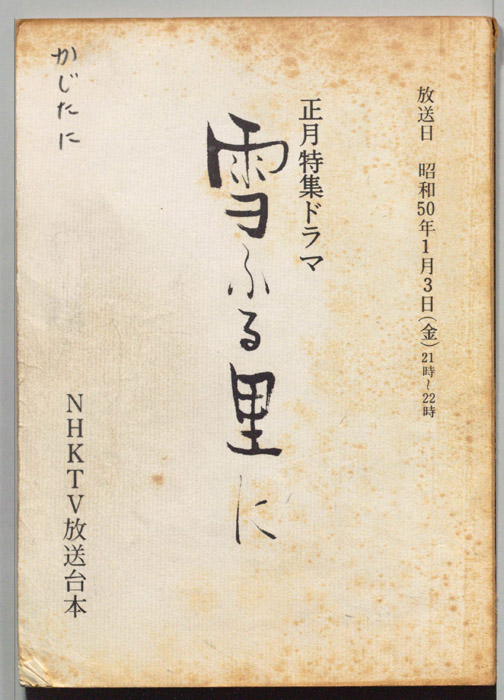 放送日　昭和50年1月3日(金)21時~22時
正月特集ドラマ
雪ふる里に
NHKTV放送台本
かじたに